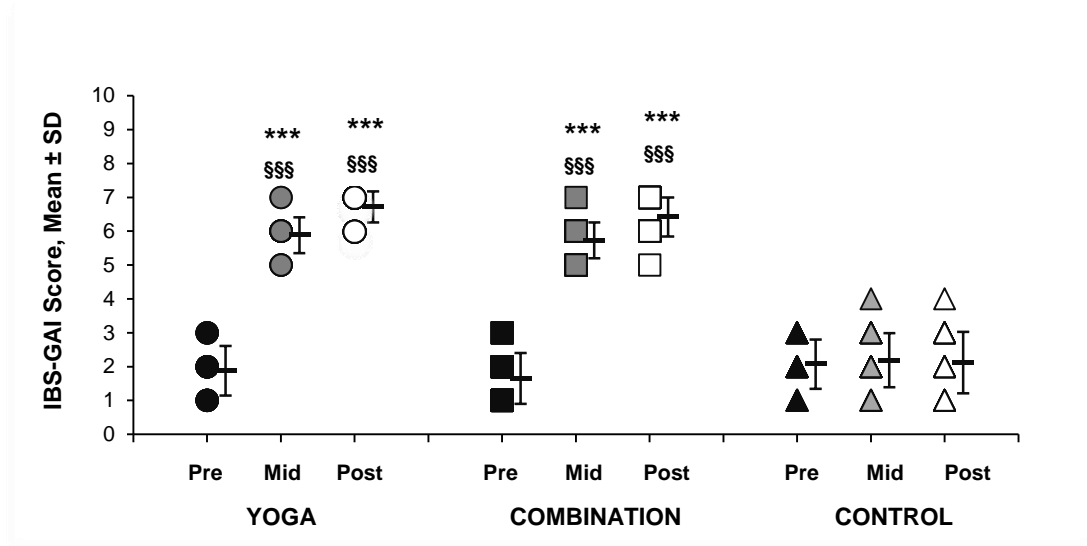 IBS-GAI Score, Mean ± SD
10
9
8
7
6
5
4
3
2
1
0
*** *** *** ***
§§§ §§§ §§§ §§§
Pre Mid Post Pre Mid Post Pre Mid Post
YOGA COMBINATION CONTROL